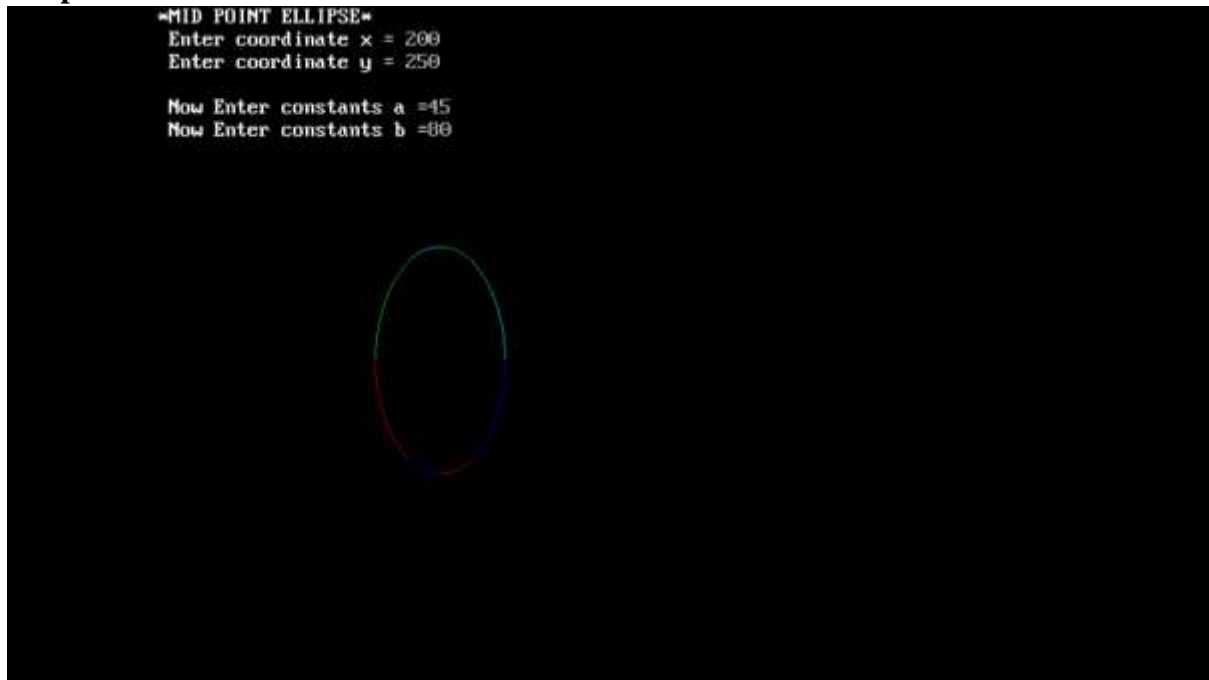 *MID POINT ELLIPSE*
Enter coordinate x = 200
Enter coordinate y = 250
Now Enter constants a =45
Now Enter constants b =80